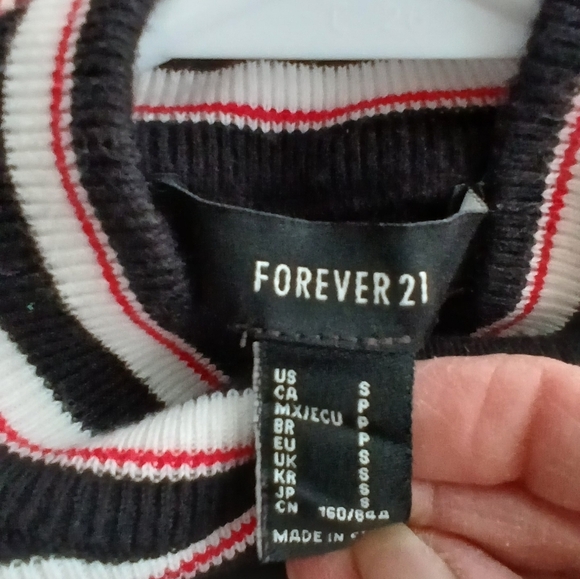 FOREVER 21
US S
CA P
MX/ECU P
BR P
EU S
UK S
KR S
JP S
CN 160/84A
MADE IN